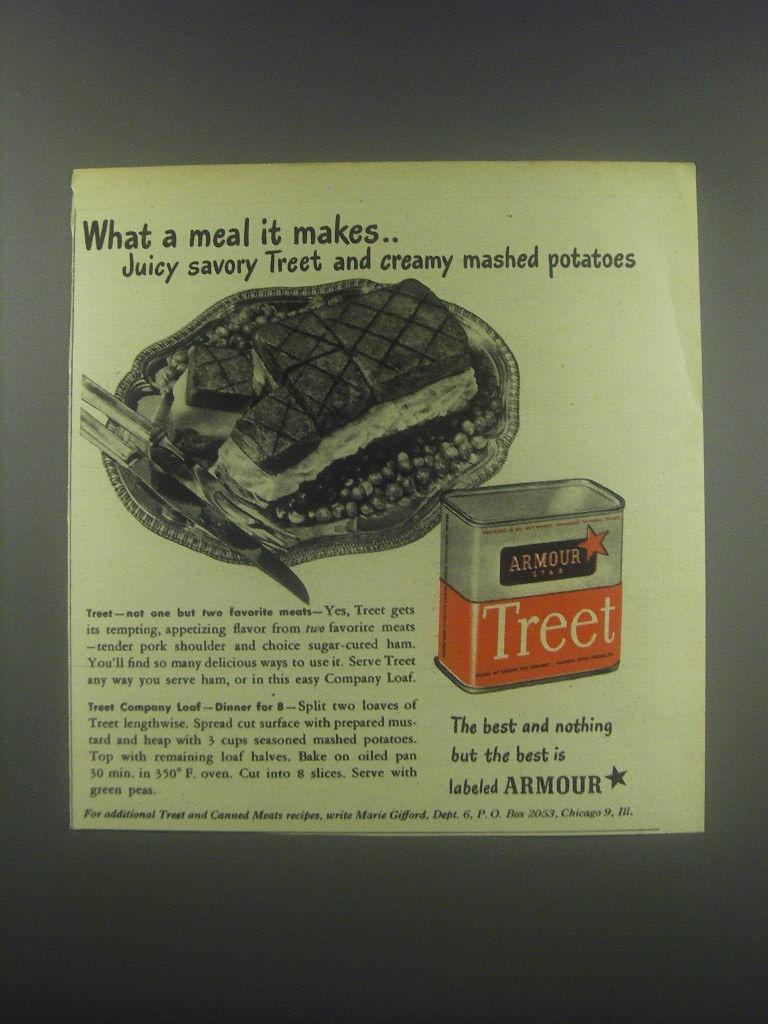 What a meal it makes..
Juicy savory Treet and creamy mashed potatoes
ARMOUR
STAR
Treet
Treet—not one but two favorite meats—Yes, Treet gets
its tempting, appetizing flavor from two favorite meats
—tender pork shoulder and choice sugar-cured ham.
You'll find so many delicious ways to use it. Serve Treet
any way you serve ham, or in this easy Company Loaf.
Treet Company Loaf—Dinner for 8—Split two loaves of
Treet lengthwise. Spread cut surface with prepared mus-
tard and heap with 3 cups seasoned mashed potatoes.
Top with remaining loaf halves. Bake on oiled pan
30 min. in 350° F. oven. Cut into 8 slices. Serve with
green peas.
The best and nothing
but the best is
labeled ARMOUR
For additional Treet and Canned Meats recipes, write Marie Gifford, Dept. 6, P. O. Box 2053, Chicago 9, Ill.